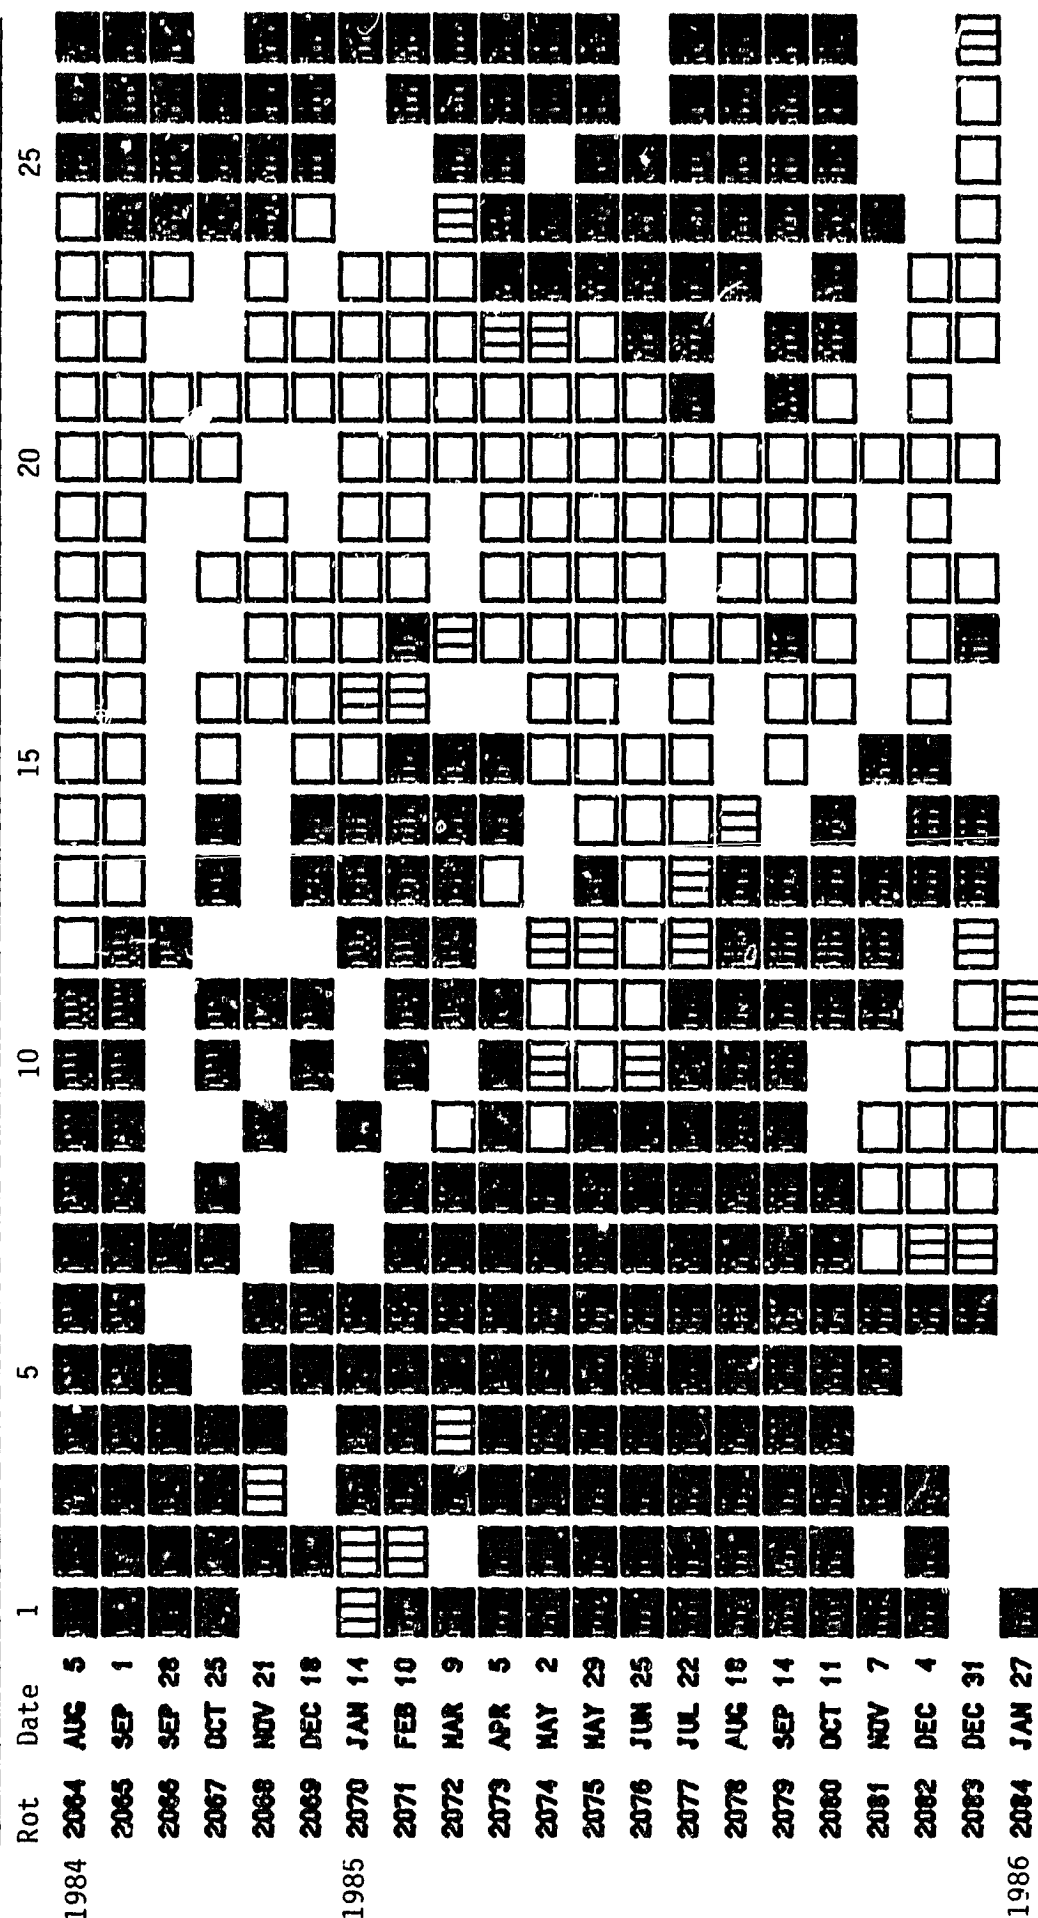 Rot Date 1 5 10 15 20 25
1984 2064 AUG 5
2065 SEP 1
2066 SEP 28
2067 OCT 25
2068 NOV 21
2069 DEC 18
1985 2070 JAN 14
2071 FEB 10
2072 MAR 9
2073 APR 5
2074 MAY 2
2075 MAY 29
2076 JUN 25
2077 JUL 22
2078 AUG 18
2079 SEP 14
2080 OCT 11
2081 NOV 7
2082 DEC 4
2083 DEC 31
1986 2084 JAN 27